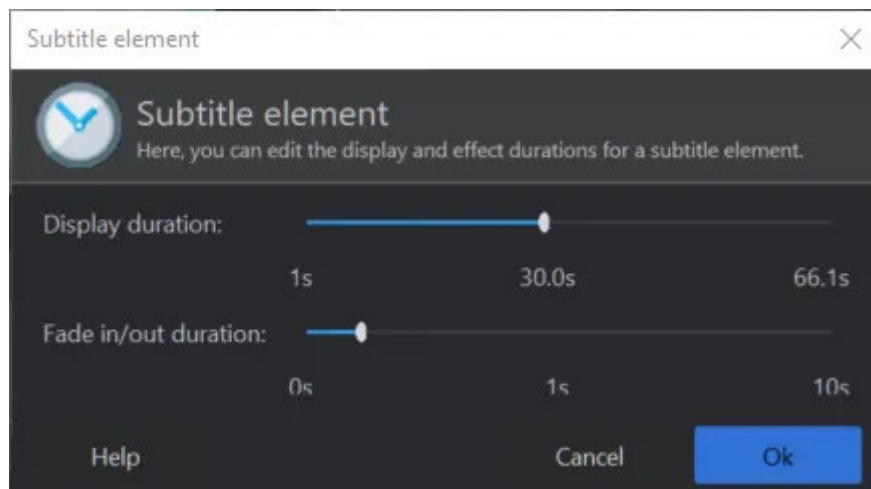 Subtitle element
Subtitle element
Here, you can edit the display and effect durations for a subtitle element.
Display duration:
1s 30.0s 66.1s
Fade in/out duration:
0s 1s 10s
Help Cancel Ok